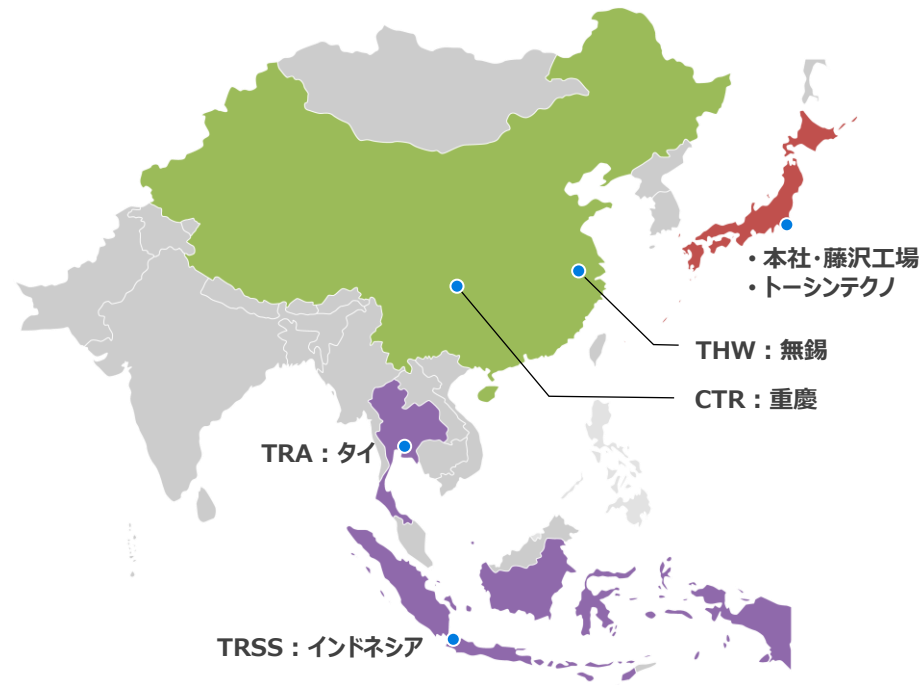 ・本社・藤沢工場
・トーシンテクノ
THW：無錫
CTR：重慶
TRA：タイ
TRSS：インドネシア